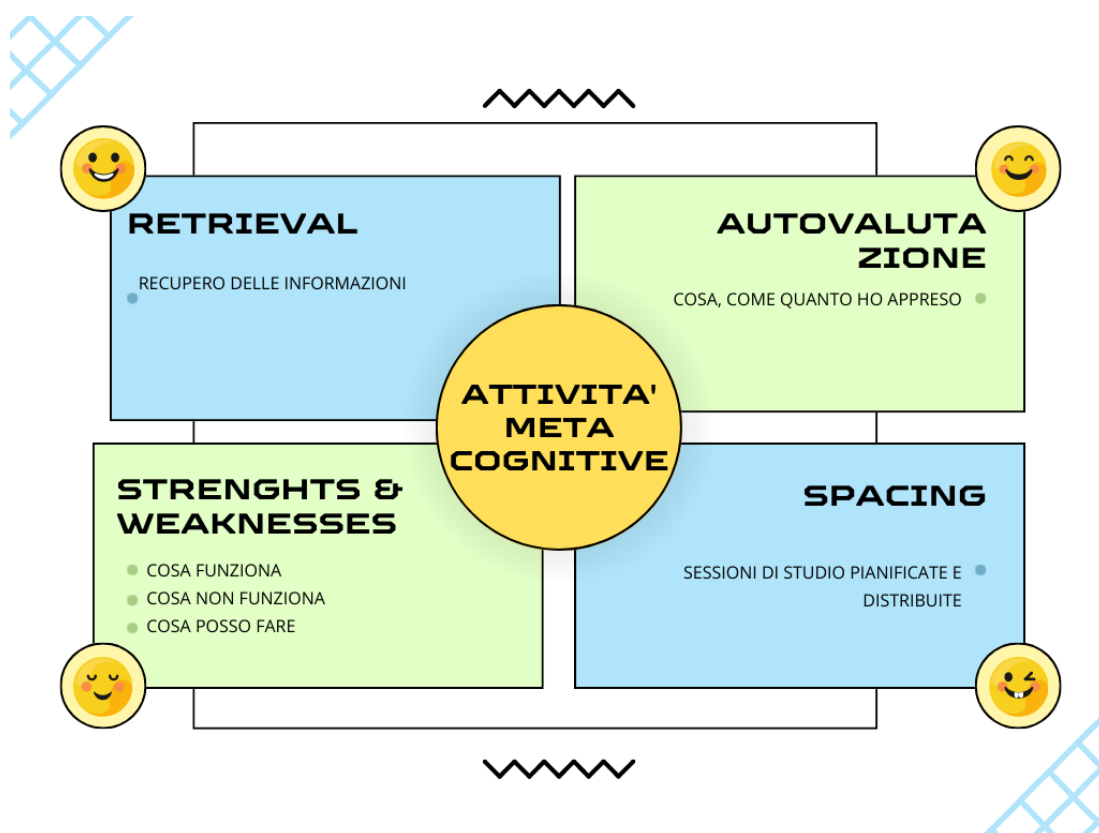 RETRIEVAL
RECUPERO DELLE INFORMAZIONI
AUTOVALUTA
ZIONE
COSA, COME QUANTO HO APPRESO
ATTIVITA'
META
COGNITIVE
STRENGHTS &
WEAKNESSES
COSA FUNZIONA
COSA NON FUNZIONA
COSA POSSO FARE
SPACING
SESSIONI DI STUDIO PIANIFICATE E
DISTRIBUITE